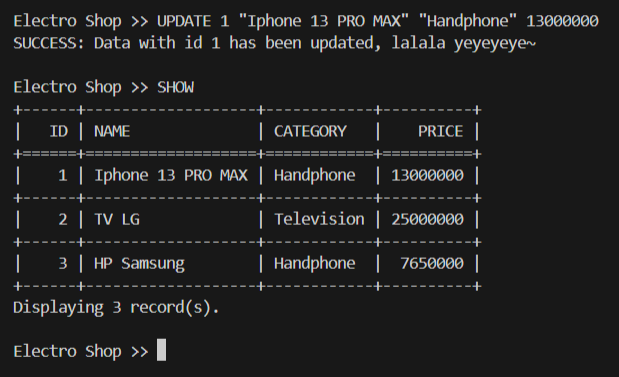 Electro Shop >> UPDATE 1 "Iphone 13 PRO MAX" "Handphone" 13000000
SUCCESS: Data with id 1 has been updated, lalala yeyeyeye~
Electro Shop >> SHOW
+------+-------------------+------------+----------+
|   ID | NAME              | CATEGORY   |    PRICE |
+======+===================+============+==========+
|    1 | Iphone 13 PRO MAX | Handphone  | 13000000 |
+------+-------------------+------------+----------+
|    2 | TV LG             | Television | 25000000 |
+------+-------------------+------------+----------+
|    3 | HP Samsung        | Handphone  |  7650000 |
+------+-------------------+------------+----------+
Displaying 3 record(s).
Electro Shop >>